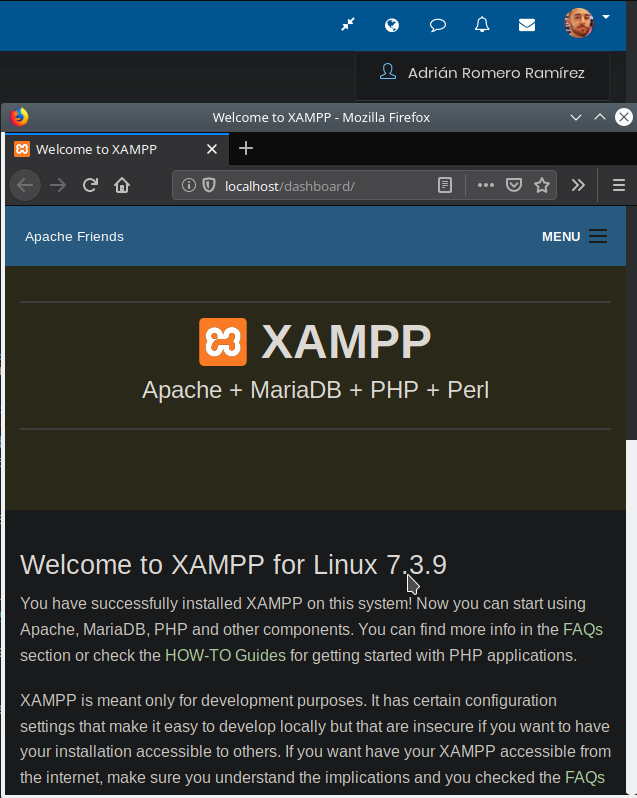 Adrián Romero Ramírez
Welcome to XAMPP - Mozilla Firefox
Welcome to XAMPP
localhost/dashboard/
Apache Friends
MENU
XAMPP
Apache + MariaDB + PHP + Perl
Welcome to XAMPP for Linux 7.3.9
You have successfully installed XAMPP on this system! Now you can start using
Apache, MariaDB, PHP and other components. You can find more info in the FAQs
section or check the HOW-TO Guides for getting started with PHP applications.
XAMPP is meant only for development purposes. It has certain configuration
settings that make it easy to develop locally but that are insecure if you want to have
your installation accessible to others. If you want have your XAMPP accessible from
the internet, make sure you understand the implications and you checked the FAQs